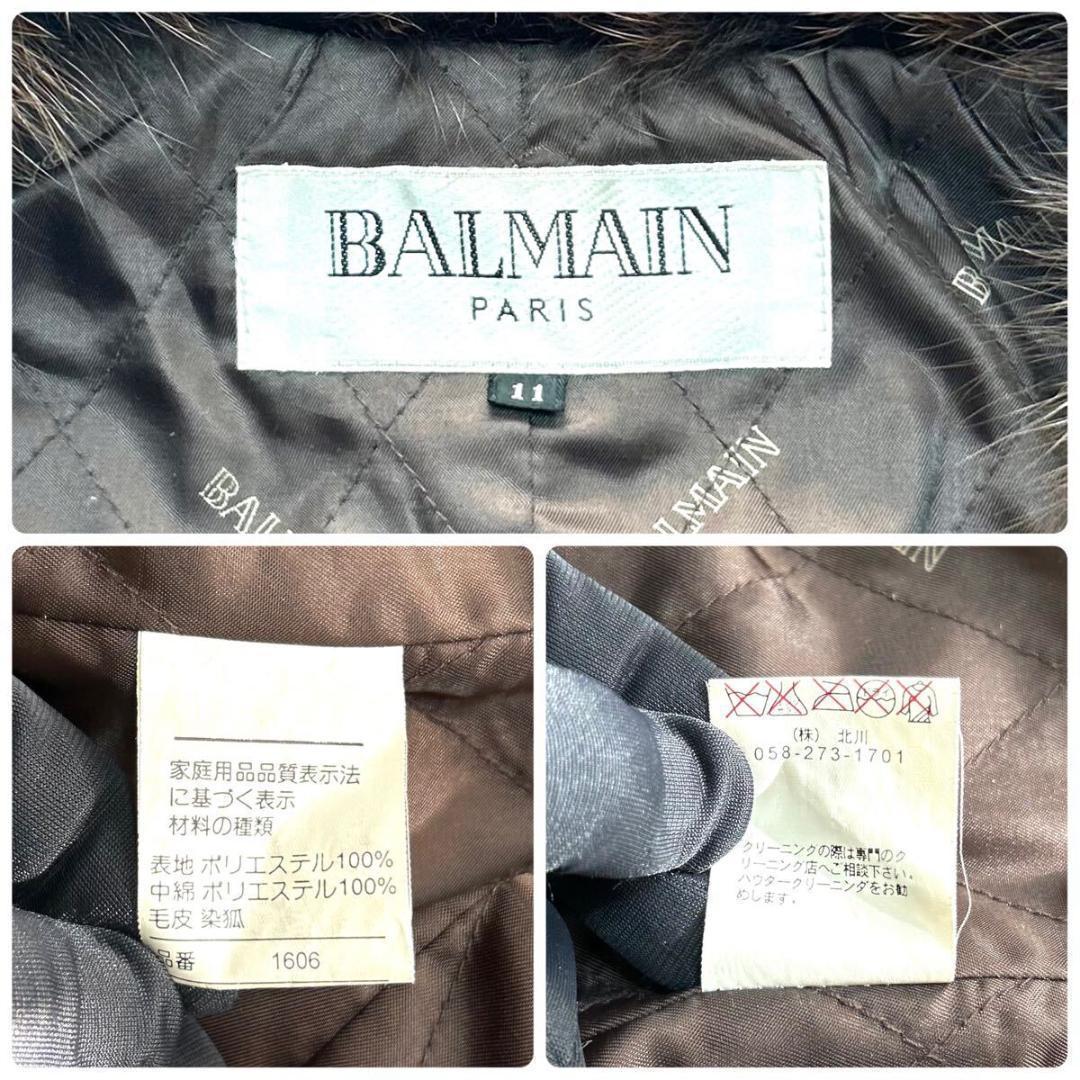 BALMAIN
PARIS
11
BALMAIN
BAL
LMAIN
IN
家庭用品品質表示法
に基づく表示
材料の種類
表地 ポリエステル100%
中綿 ポリエステル100%
毛皮 染狐
品番 1606
(株) 北川
058-273-1701
クリーニングの際は専門のク
リーニング店へご相談下さい。
パウダークリーニングをお勧
めします。